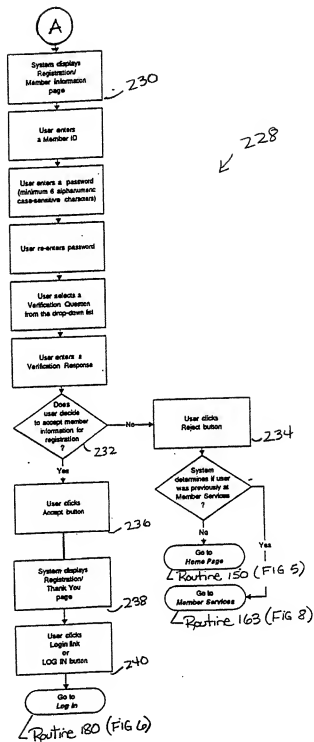 A
System displays
Registration/
Member Information
page
230
User enters
a Member ID
228
User enters a password
(minimum 6 alphanumeric
case-sensitive characters)
User re-enters password
User selects a
Verification Question
from the drop-down list
User enters a
Verification Response
Does
user decide
to accept member
information for
registration
?
232
No
User clicks
Reject button
234
Yes
User clicks
Accept button
236
System
determines if user
was previously at
Member Services
?
No
Yes
Go to
Home Page
Routine 150 (FIG 5)
System displays
Registration/
Thank You
page
238
Go to
Member Services
Routine 163 (FIG 8)
User clicks
Login link
or
LOG IN button
240
Go to
Log In
Routine 180 (FIG 6)